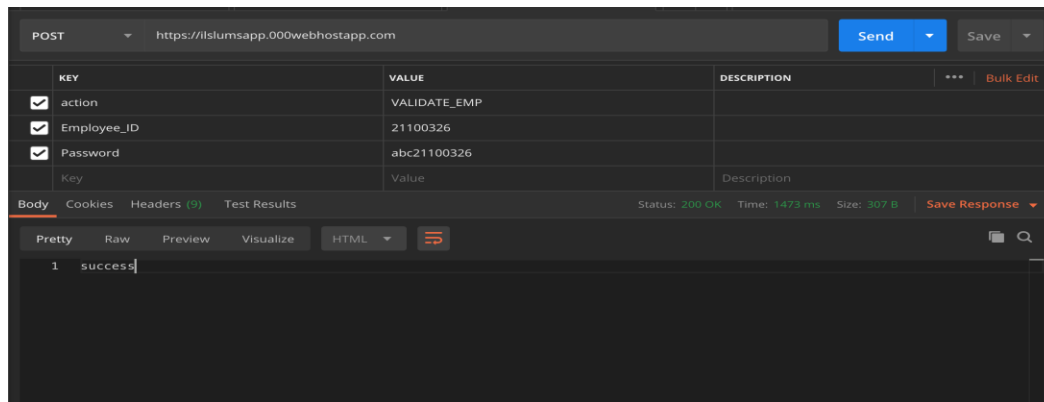 POST https://ilslumsapp.000webhostapp.com Send Save
KEY VALUE DESCRIPTION ••• Bulk Edit
action VALIDATE_EMP
Employee_ID 21100326
Password abc21100326
Key Value Description
Body Cookies Headers (9) Test Results Status: 200 OK Time: 1473 ms Size: 307 B Save Response
Pretty Raw Preview Visualize HTML
1 success